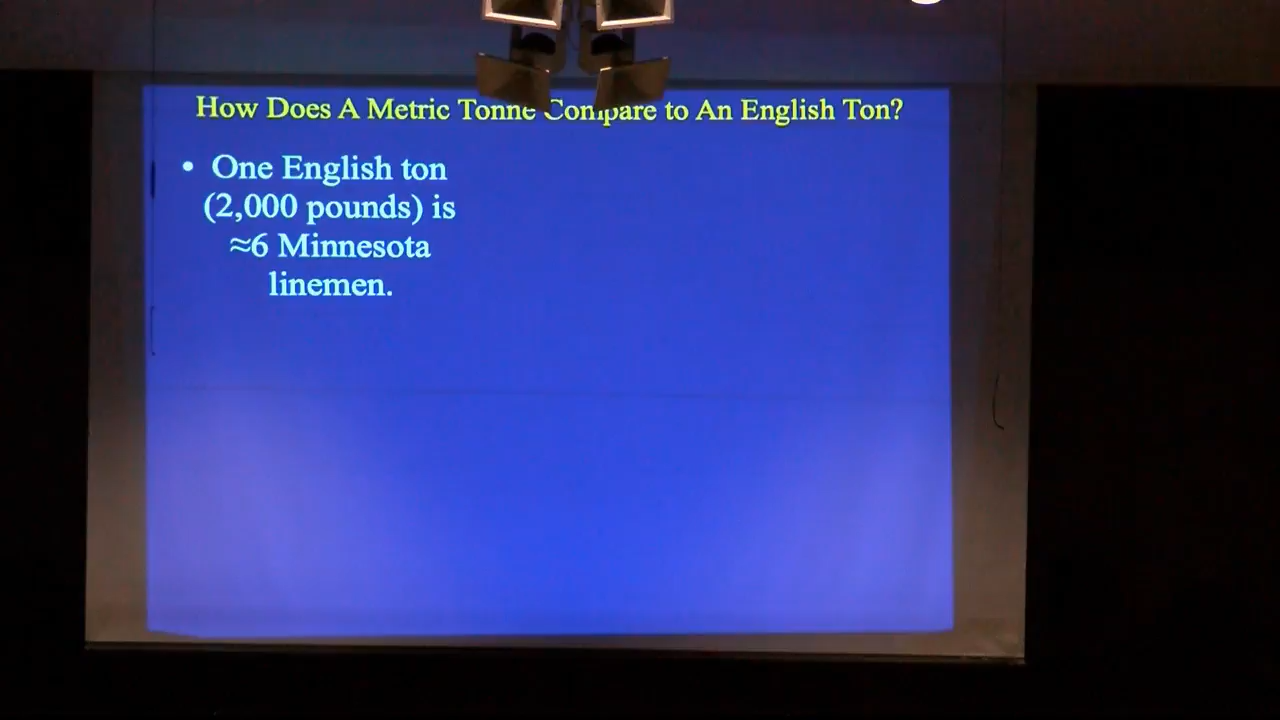 How Does A Metric Tonne Compare to An English Ton?
• One English ton
(2,000 pounds) is
≈6 Minnesota
linemen.